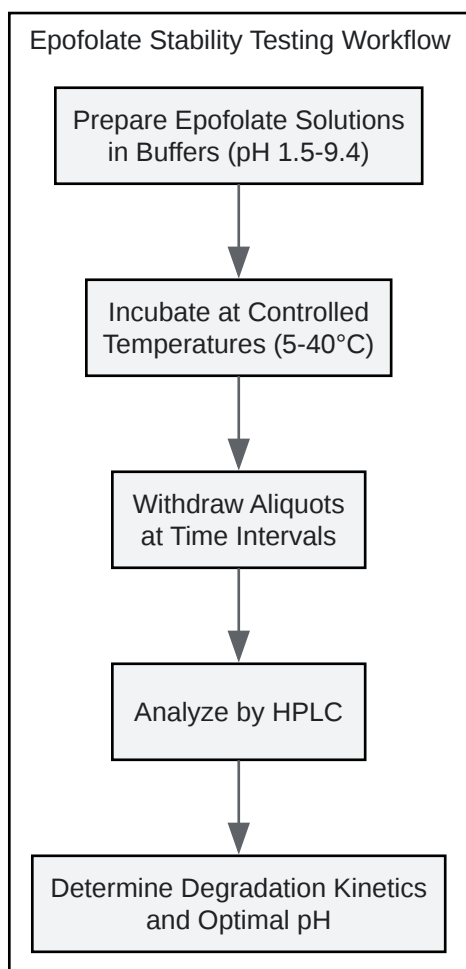 Epofolate Stability Testing Workflow
Prepare Epofolate Solutions
in Buffers (pH 1.5-9.4)
Incubate at Controlled
Temperatures (5-40°C)
Withdraw Aliquots
at Time Intervals
Analyze by HPLC
Determine Degradation Kinetics
and Optimal pH